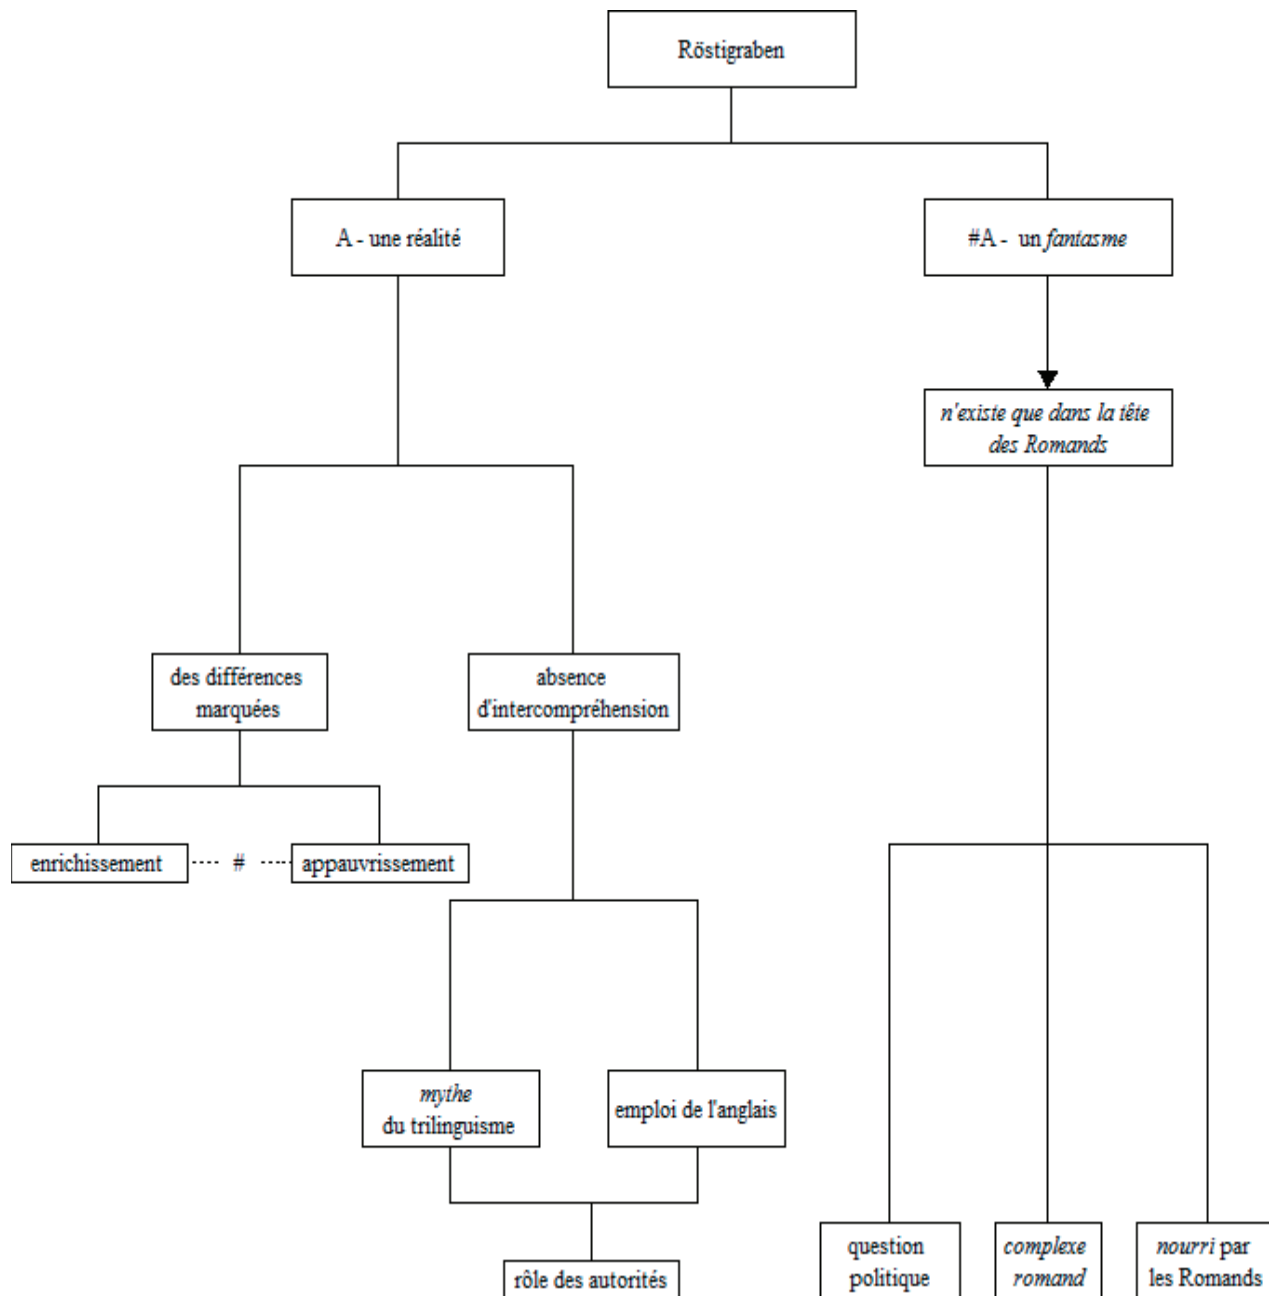 Röstigraben
A - une réalité
#A - un fantasme
n'existe que dans la tête
des Romands
des différences
marquées
absence
d'intercompréhension
enrichissement
#
appauvrissement
mythe
du trilinguisme
emploi de l'anglais
rôle des autorités
question
politique
complexe
romand
nourri par
les Romands